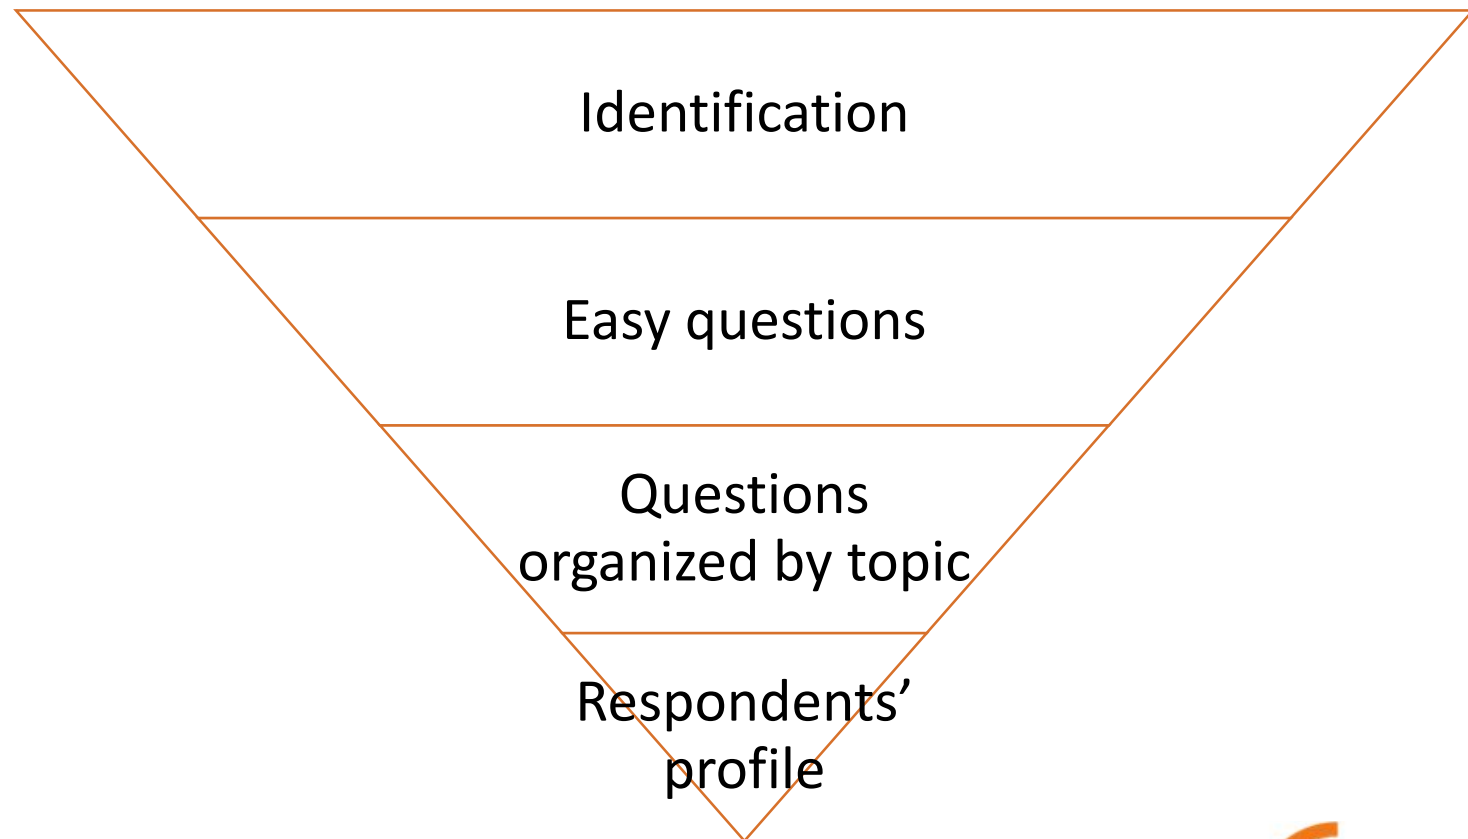 Identification
Easy questions
Questions
organized by topic
Respondents’
profile